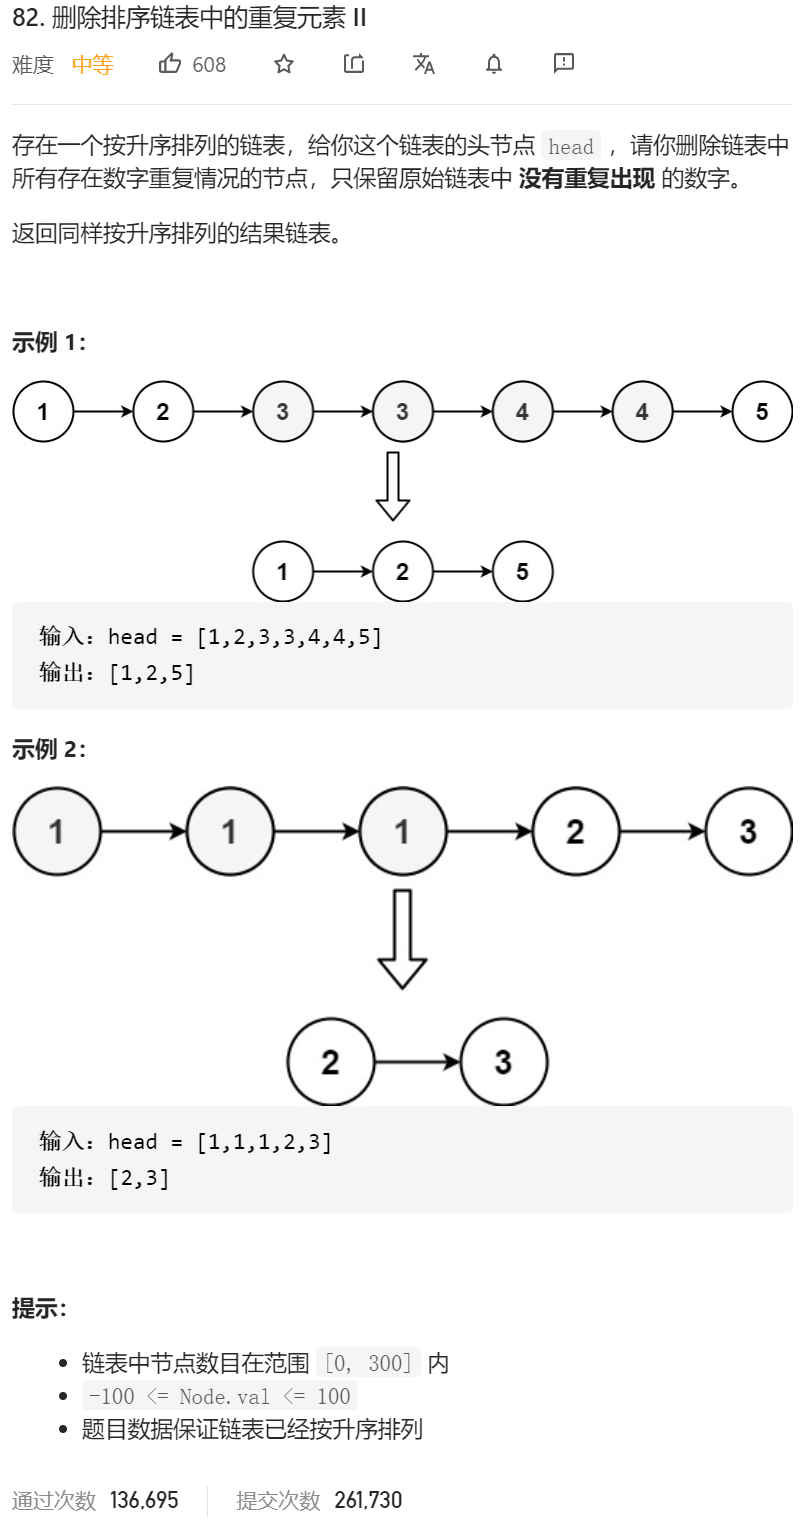 82. 删除排序链表中的重复元素 II
难度 中等 608
存在一个按升序排列的链表，给你这个链表的头节点 head ，请你删除链表中
所有存在数字重复情况的节点，只保留原始链表中 没有重复出现 的数字。
返回同样按升序排列的结果链表。
示例 1：
1 2 3 3 4 4 5
1 2 5
输入：head = [1,2,3,3,4,4,5]
输出：[1,2,5]
示例 2：
1 1 1 2 3
2 3
输入：head = [1,1,1,2,3]
输出：[2,3]
提示：
链表中节点数目在范围 [0, 300] 内
-100 <= Node.val <= 100
题目数据保证链表已经按升序排列
通过次数 136,695 提交次数 261,730